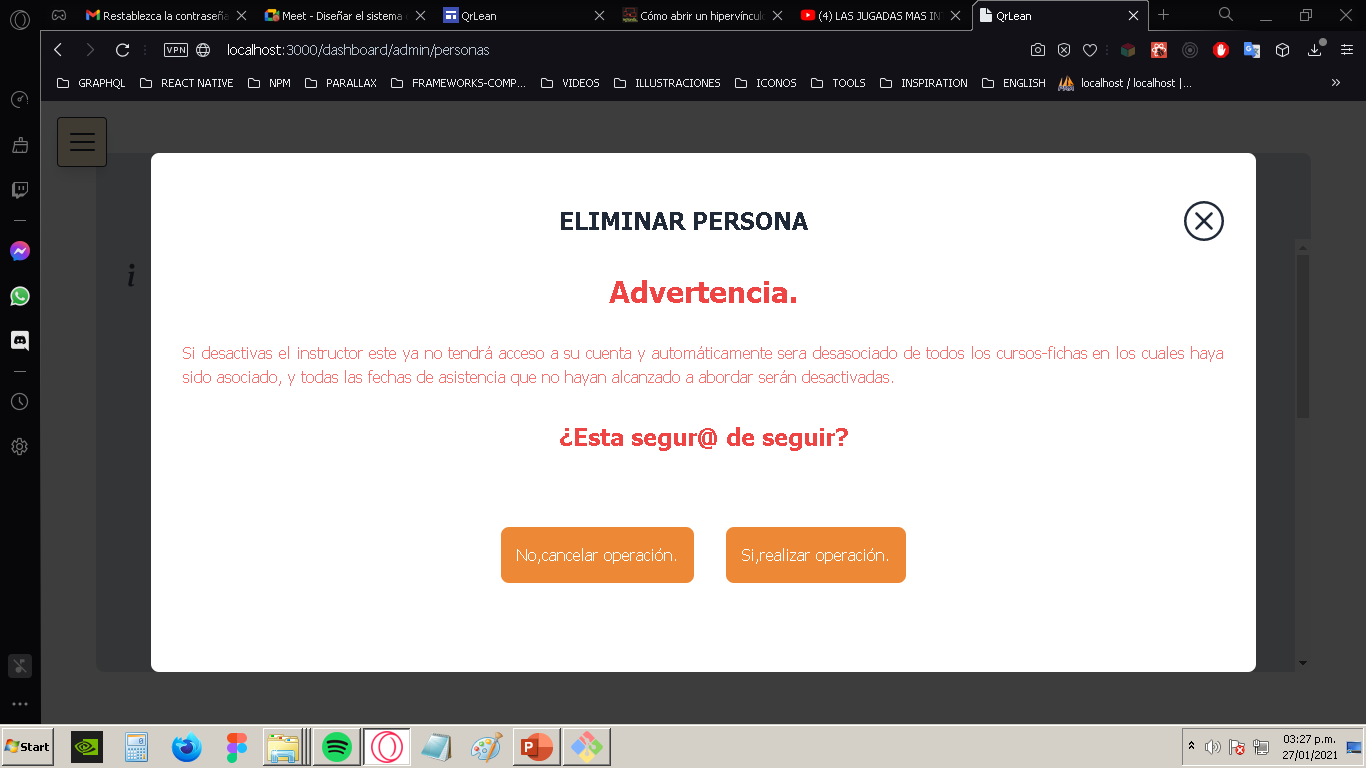 Restablezca la contraseña
Meet - Diseñar el sistema
QrLean
Cómo abrir un hipervíncul
(4) LAS JUGADAS MAS IN
QrLean
VPN
localhost:3000/dashboard/admin/personas
GRAPHQL
REACT NATIVE
NPM
PARALLAX
FRAMEWORKS-COMP...
VIDEOS
ILLUSTRACIONES
ICONOS
TOOLS
INSPIRATION
ENGLISH
localhost / localhost |...
i
ELIMINAR PERSONA
Advertencia.
Si desactivas el instructor este ya no tendrá acceso a su cuenta y automáticamente sera desasociado de todos los cursos-fichas en los cuales haya
sido asociado, y todas las fechas de asistencia que no hayan alcanzado a abordar serán desactivadas.
¿Esta segur@ de seguir?
No,cancelar operación.
Si,realizar operación.
Start
03:27 p.m.
27/01/2021